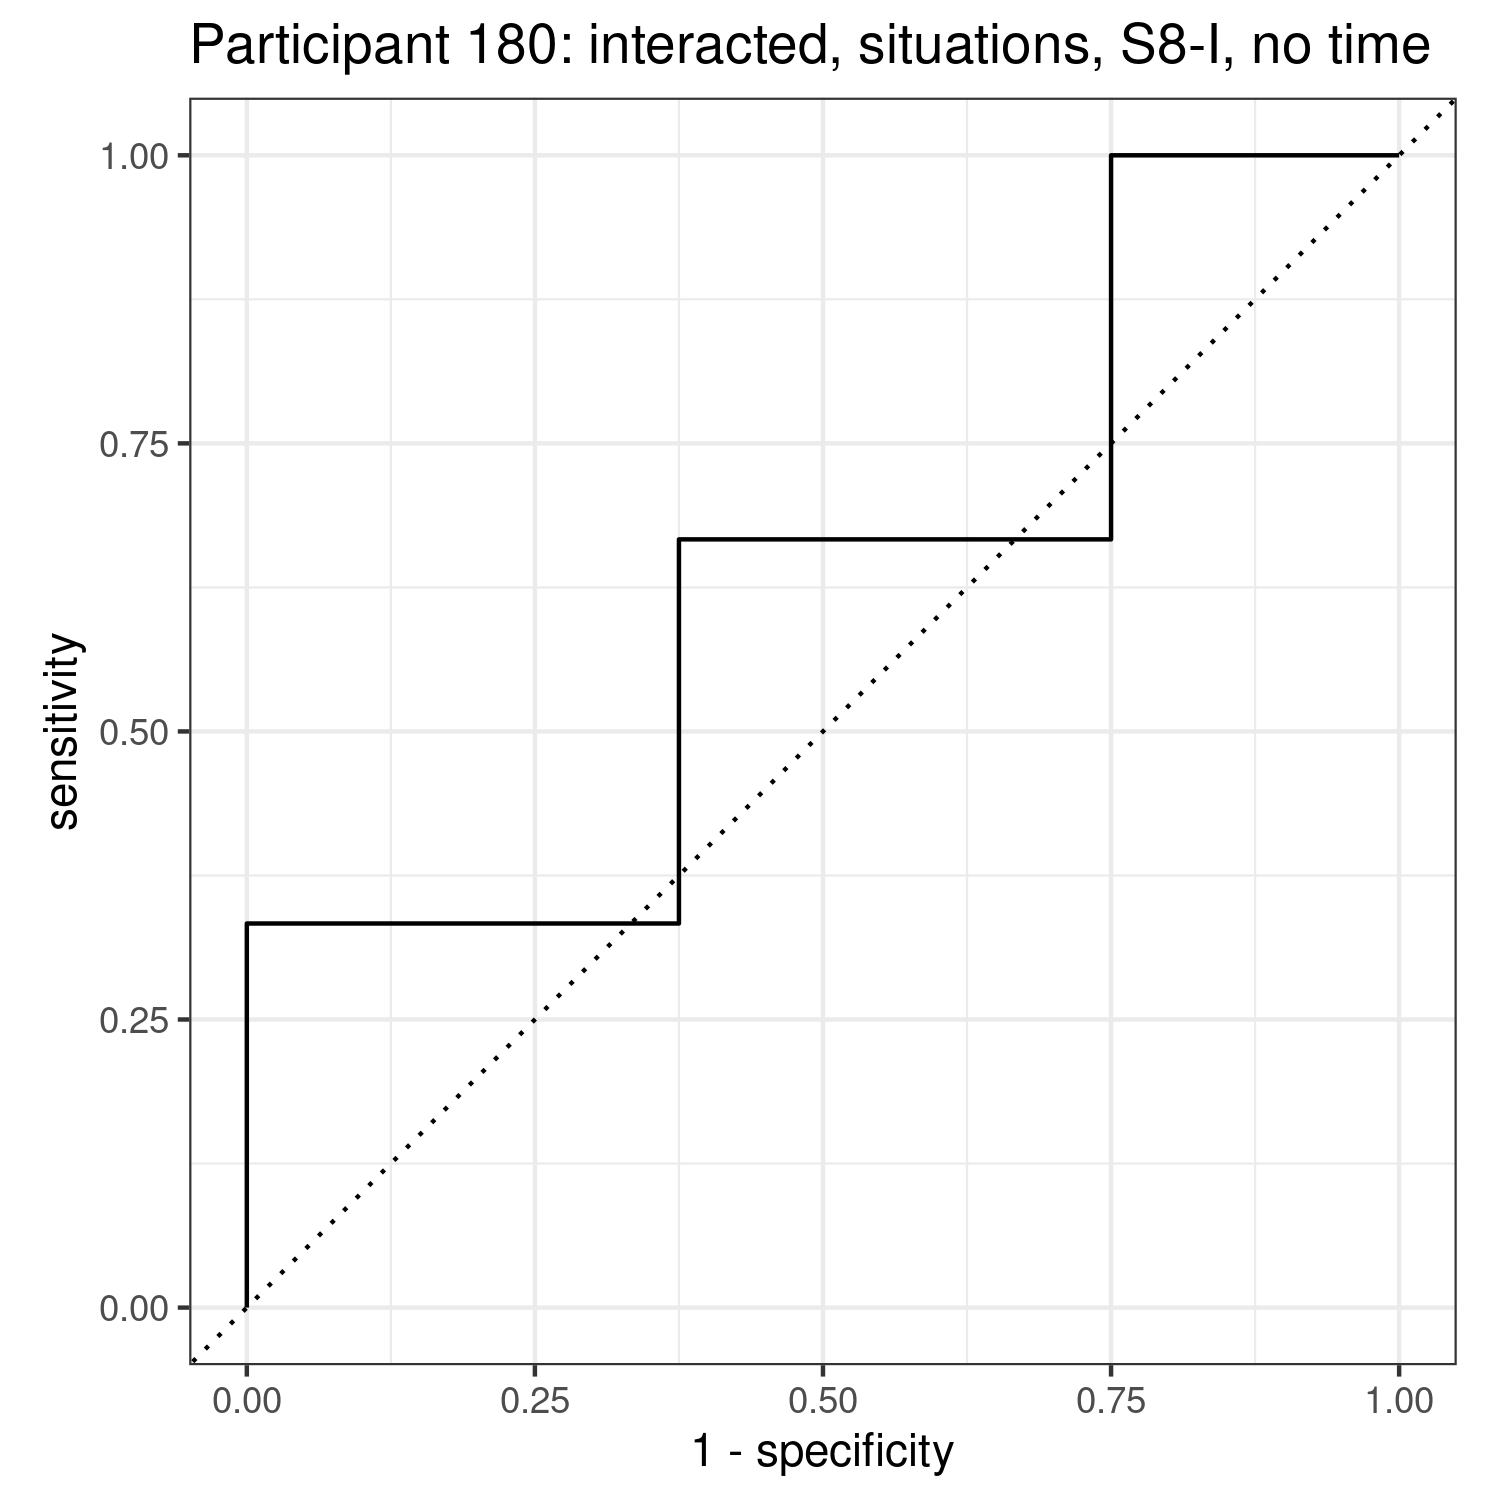 Participant 180: interacted, situations, S8-I, no time
1.00
0.75
0.50
0.25
0.00
sensitivity
0.00 0.25 0.50 0.75 1.00
1 - specificity